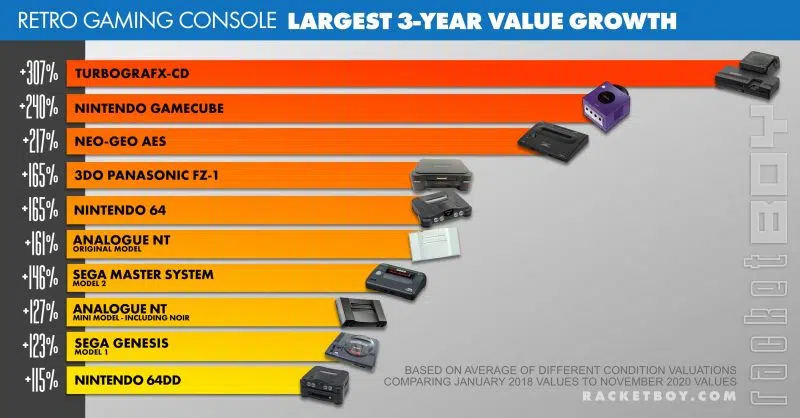 RETRO GAMING CONSOLE LARGEST 3-YEAR VALUE GROWTH
+307% TURBOGRAFX-CD
+240% NINTENDO GAMECUBE
+217% NEO-GEO AES
+165% 3DO PANASONIC FZ-1
+165% NINTENDO 64
+161% ANALOGUE NT
ORIGINAL MODEL
+146% SEGA MASTER SYSTEM
MODEL 2
+127% ANALOGUE NT
MINI MODEL - INCLUDING NOIR
+123% SEGA GENESIS
MODEL 1
+115% NINTENDO 64DD
BASED ON AVERAGE OF DIFFERENT CONDITION VALUATIONS
COMPARING JANUARY 2018 VALUES TO NOVEMBER 2020 VALUES
RACKETBOY.COM
racketBOY